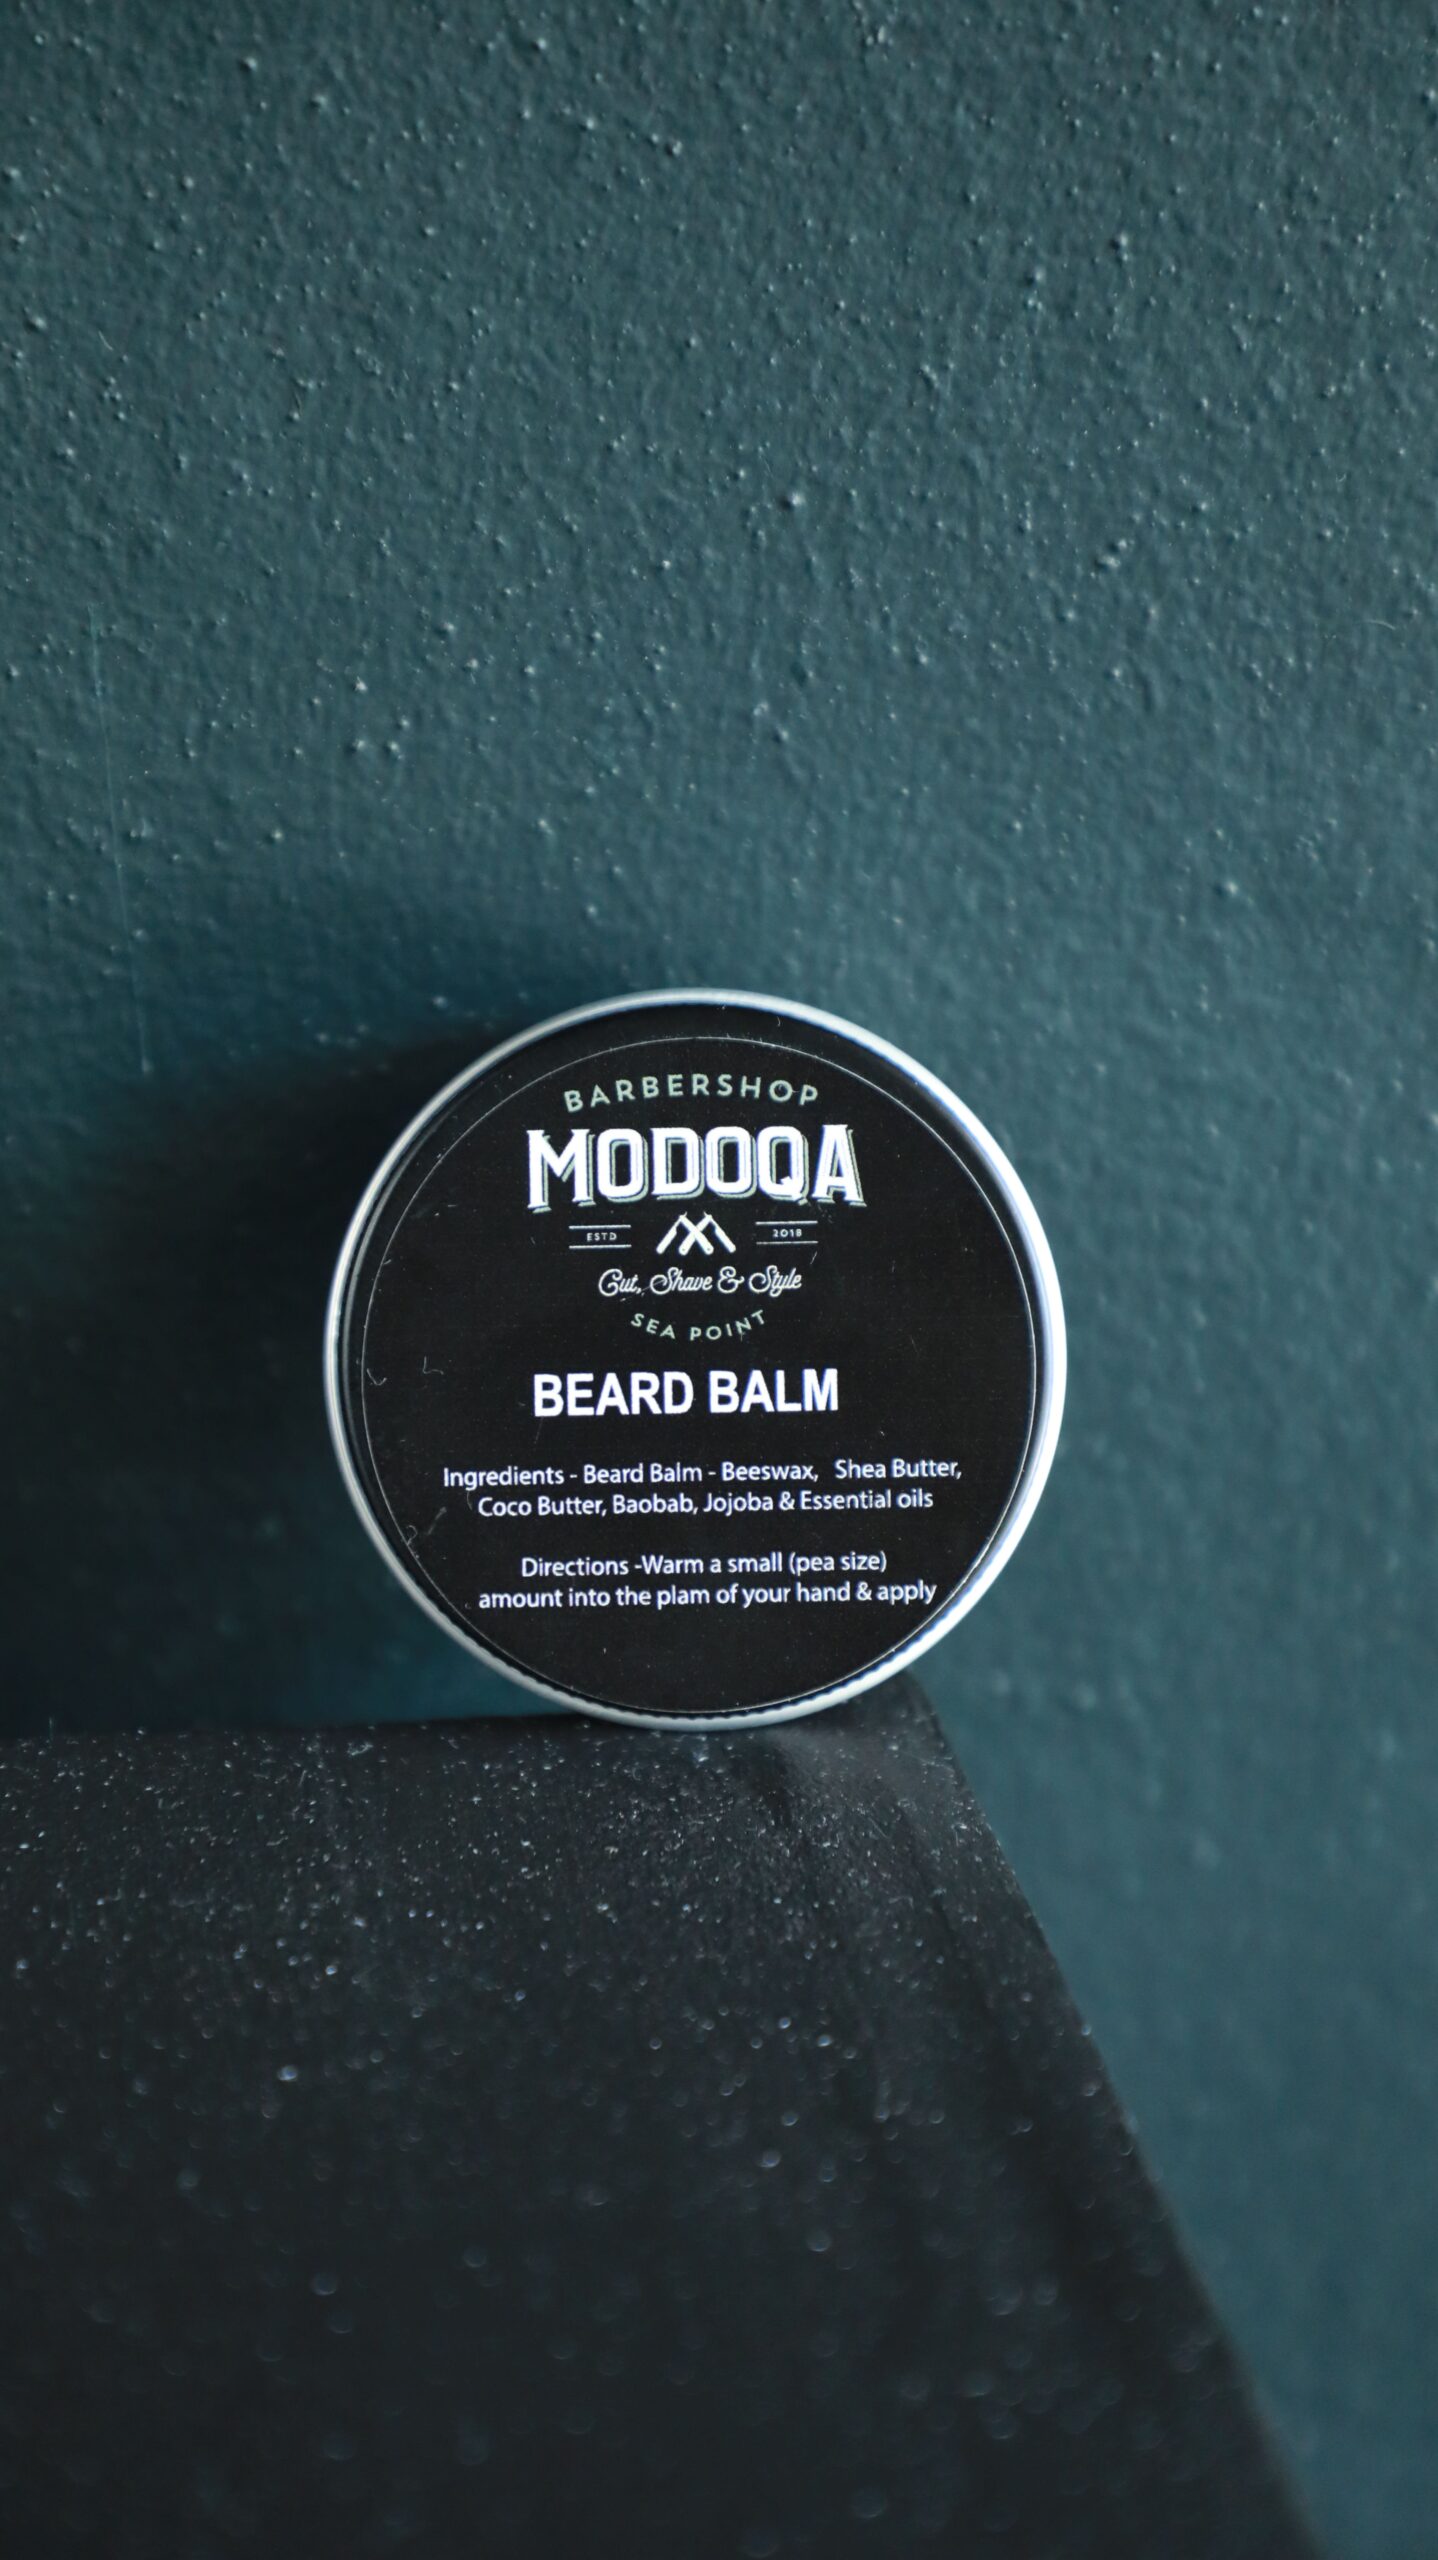 BARBERSHOP
MODOQA
ESTD 2018
Cut, Shave & Style
SEA POINT
BEARD BALM
Ingredients - Beard Balm - Beeswax, Shea Butter,
Coco Butter, Baobab, Jojoba & Essential oils
Directions -Warm a small (pea size)
amount into the plam of your hand & apply